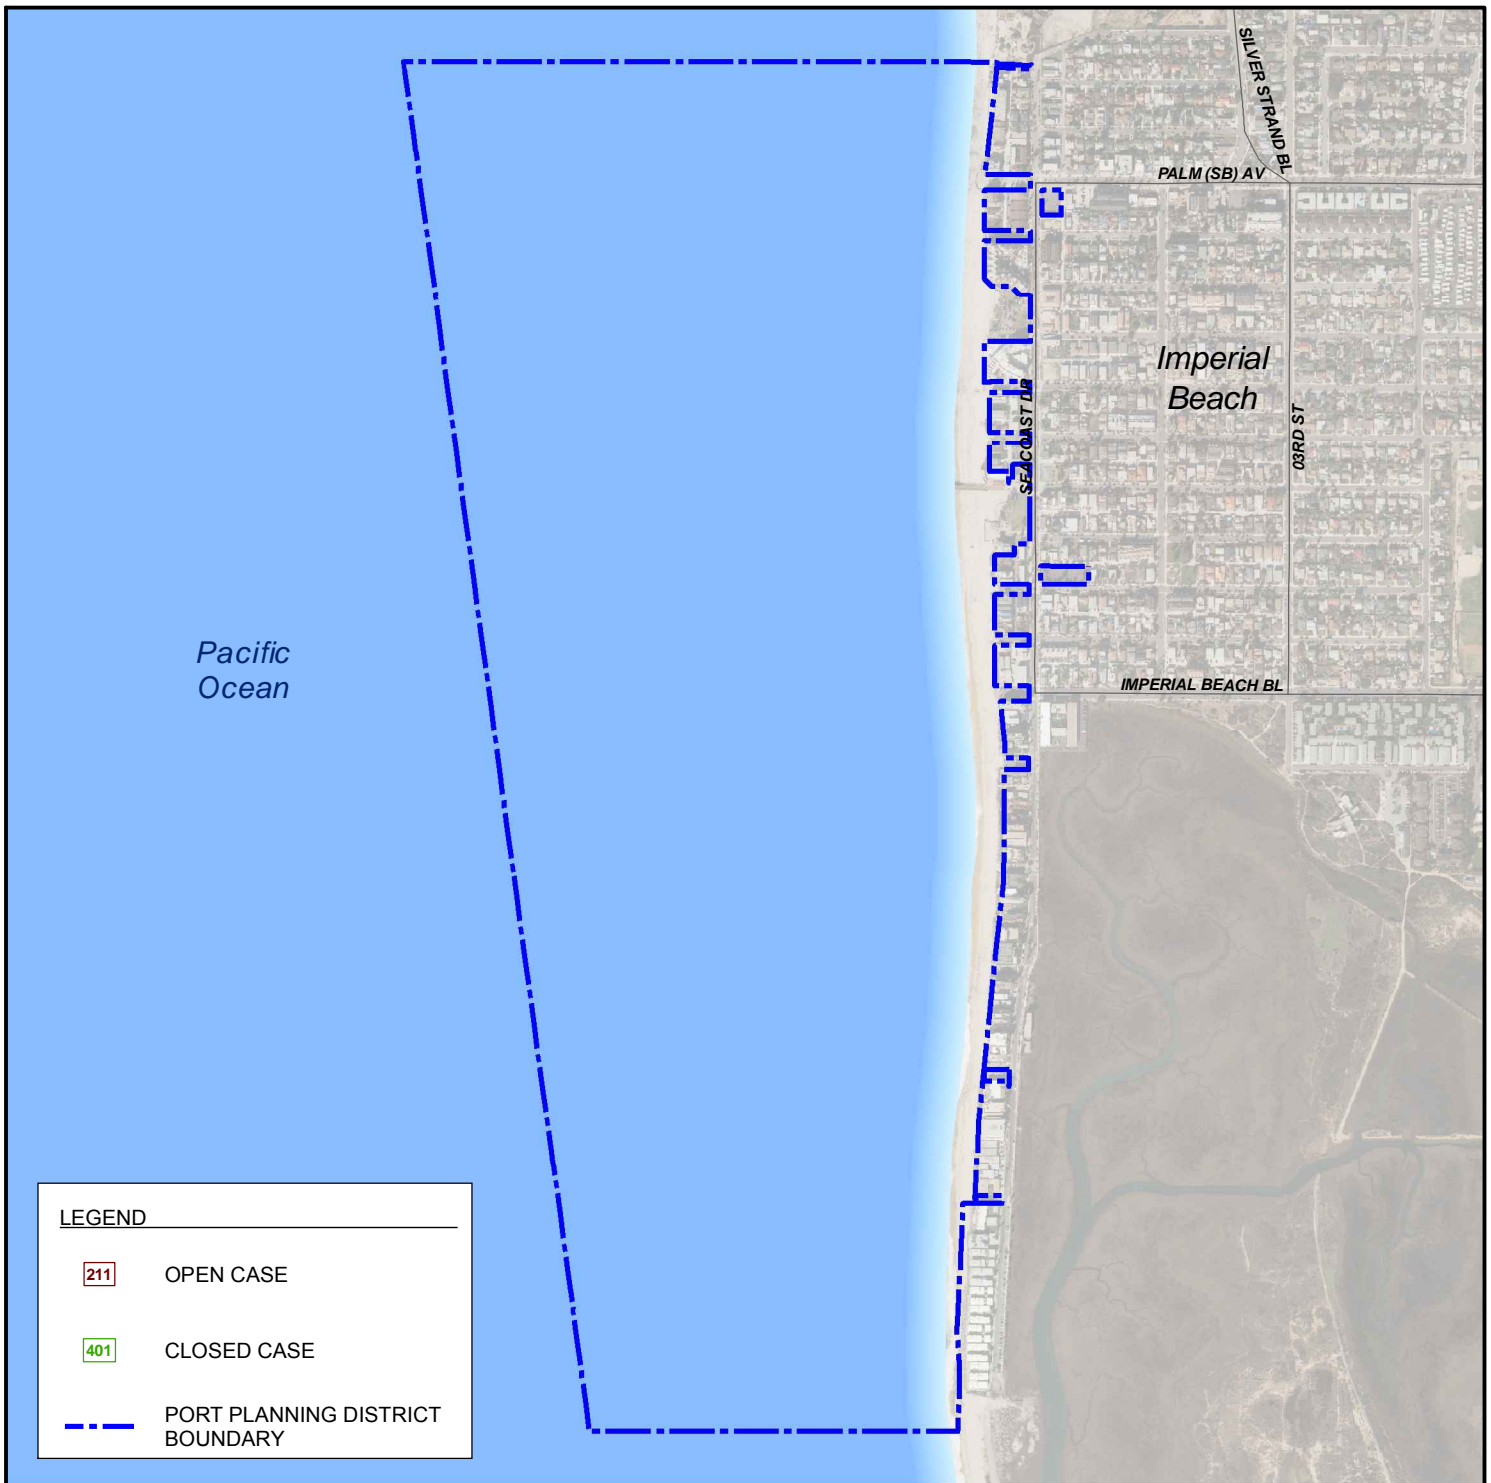 SILVER STRAND BL
PALM (SB) AV
Imperial
Beach
SEACOAST DR
03RD ST
Pacific
Ocean
IMPERIAL BEACH BL
LEGEND
211 OPEN CASE
401 CLOSED CASE
PORT PLANNING DISTRICT
BOUNDARY